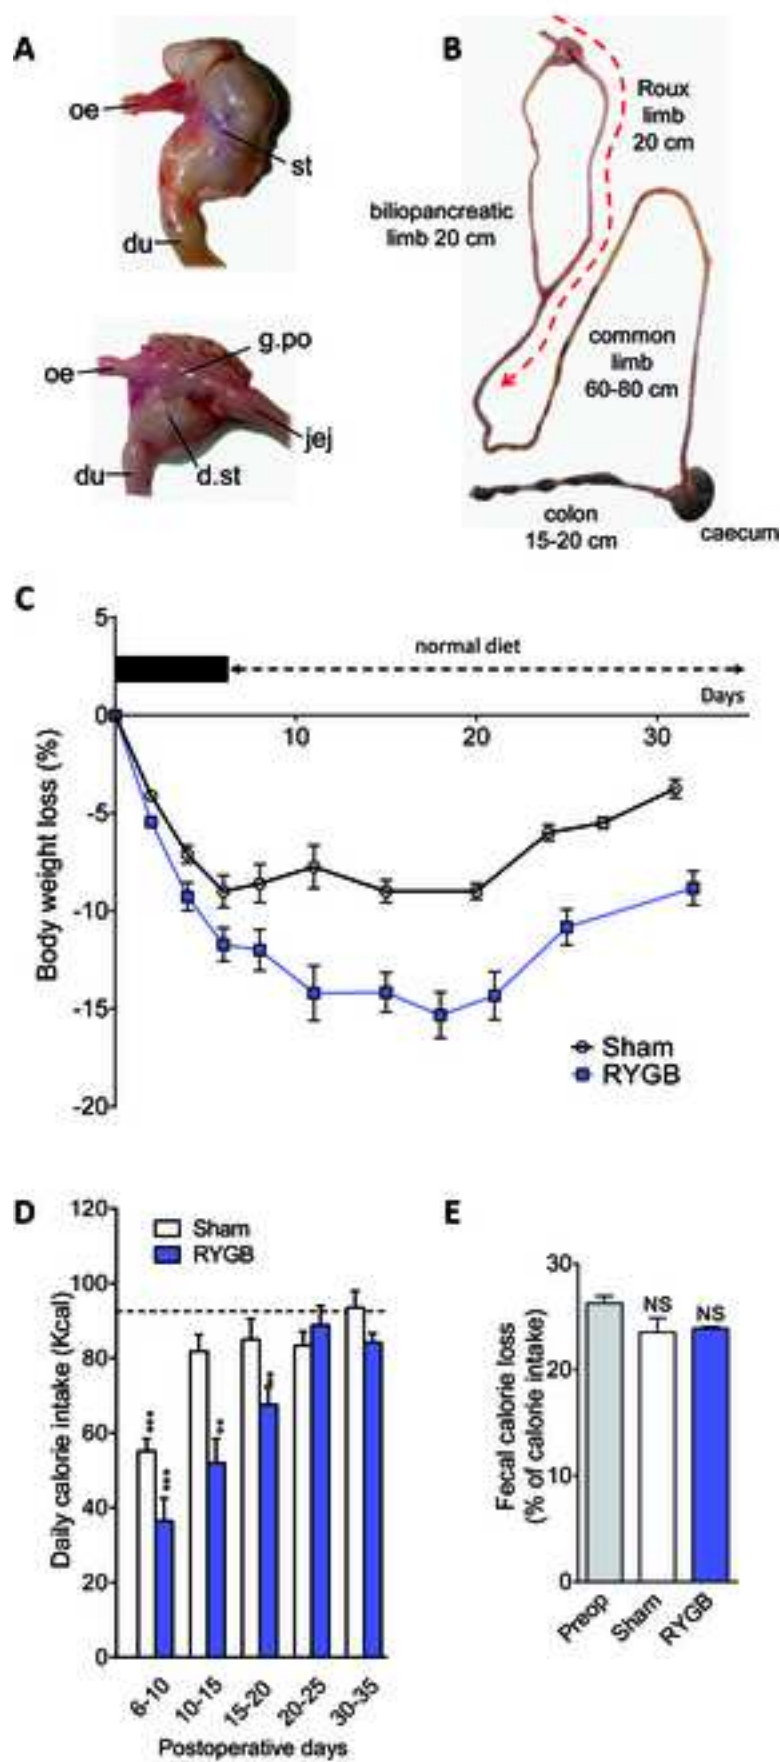 A
oe
st
du
oe
g.po
jej
du
d.st
B
Roux
limb
20 cm
biliopancreatic
limb 20 cm
common
limb
60-80 cm
colon
15-20 cm
caecum
C
5
0
-5
-10
-15
-20
Body weight loss (%)
normal diet
Days
10
20
30
Sham
RYGB
D
120
100
80
60
40
20
0
Daily calorie intake (Kcal)
Sham
RYGB
***
***
**
*
6-10
10-15
15-20
20-25
30-35
Postoperative days
E
30
20
10
0
Fecal calorie loss
(% of calorie intake)
NS
NS
Preop
Sham
RYGB